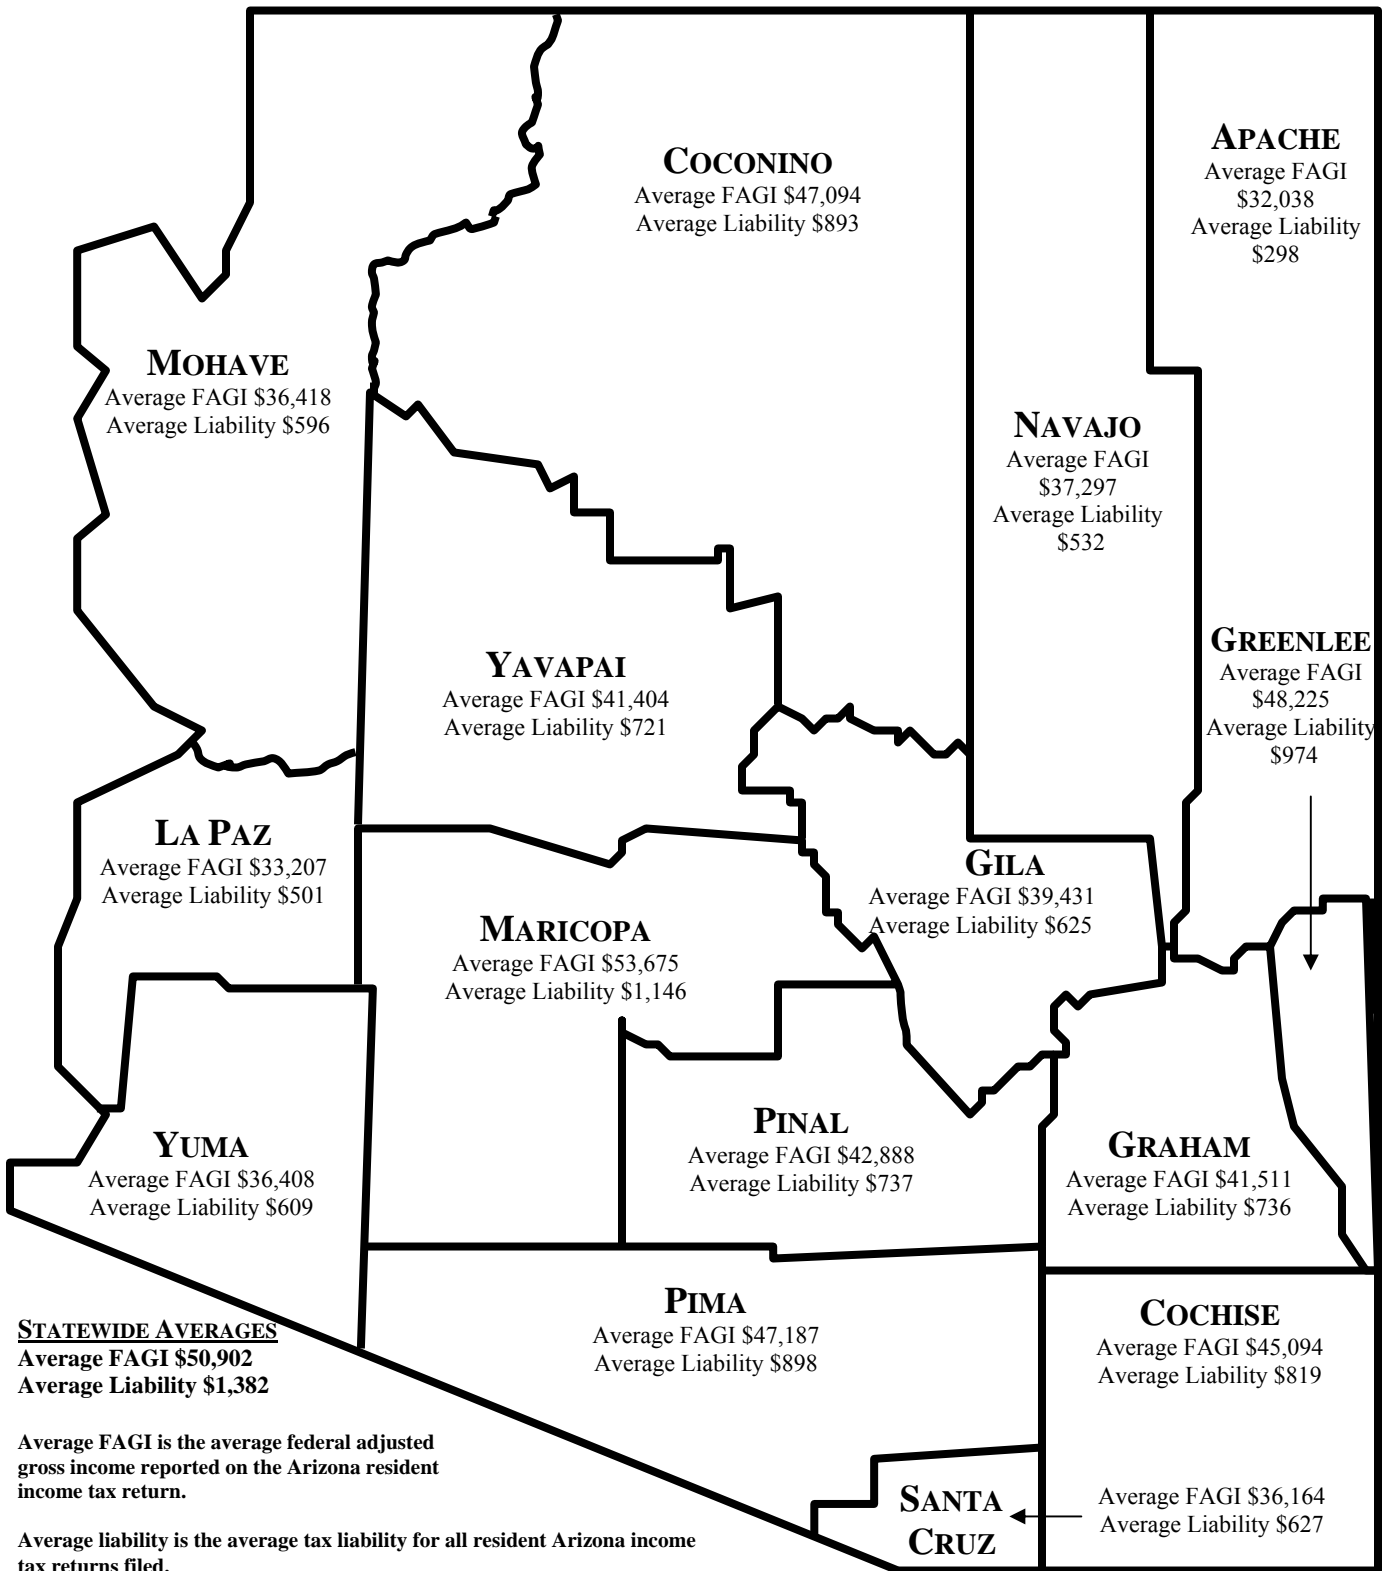 COCONINO
Average FAGI $47,094
Average Liability $893
APACHE
Average FAGI
$32,038
Average Liability
$298
MOHAVE
Average FAGI $36,418
Average Liability $596
NAVAJO
Average FAGI
$37,297
Average Liability
$532
GREENLEE
Average FAGI
$48,225
Average Liability
$974
YAVAPAI
Average FAGI $41,404
Average Liability $721
LA PAZ
Average FAGI $33,207
Average Liability $501
GILA
Average FAGI $39,431
Average Liability $625
MARICOPA
Average FAGI $53,675
Average Liability $1,146
PINAL
Average FAGI $42,888
Average Liability $737
YUMA
Average FAGI $36,408
Average Liability $609
GRAHAM
Average FAGI $41,511
Average Liability $736
PIMA
Average FAGI $47,187
Average Liability $898
COCHISE
Average FAGI $45,094
Average Liability $819
SANTA
CRUZ
Average FAGI $36,164
Average Liability $627
STATEWIDE AVERAGES
Average FAGI $50,902
Average Liability $1,382
Average FAGI is the average federal adjusted
gross income reported on the Arizona resident
income tax return.
Average liability is the average tax liability for all resident Arizona income
tax returns filed.